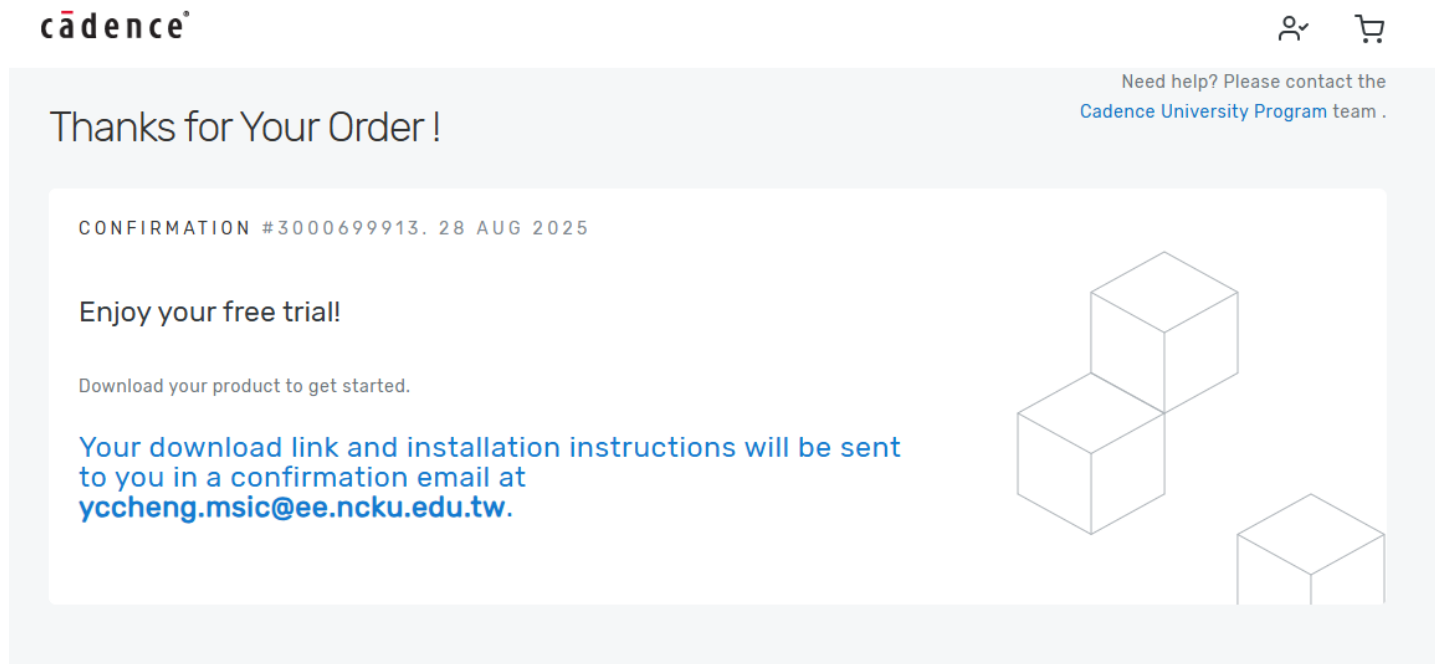 cādence®
Need help? Please contact the
Cadence University Program team .
Thanks for Your Order !
CONFIRMATION #3000699913. 28 AUG 2025
Enjoy your free trial!
Download your product to get started.
Your download link and installation instructions will be sent
to you in a confirmation email at
yccheng.msic@ee.ncku.edu.tw.